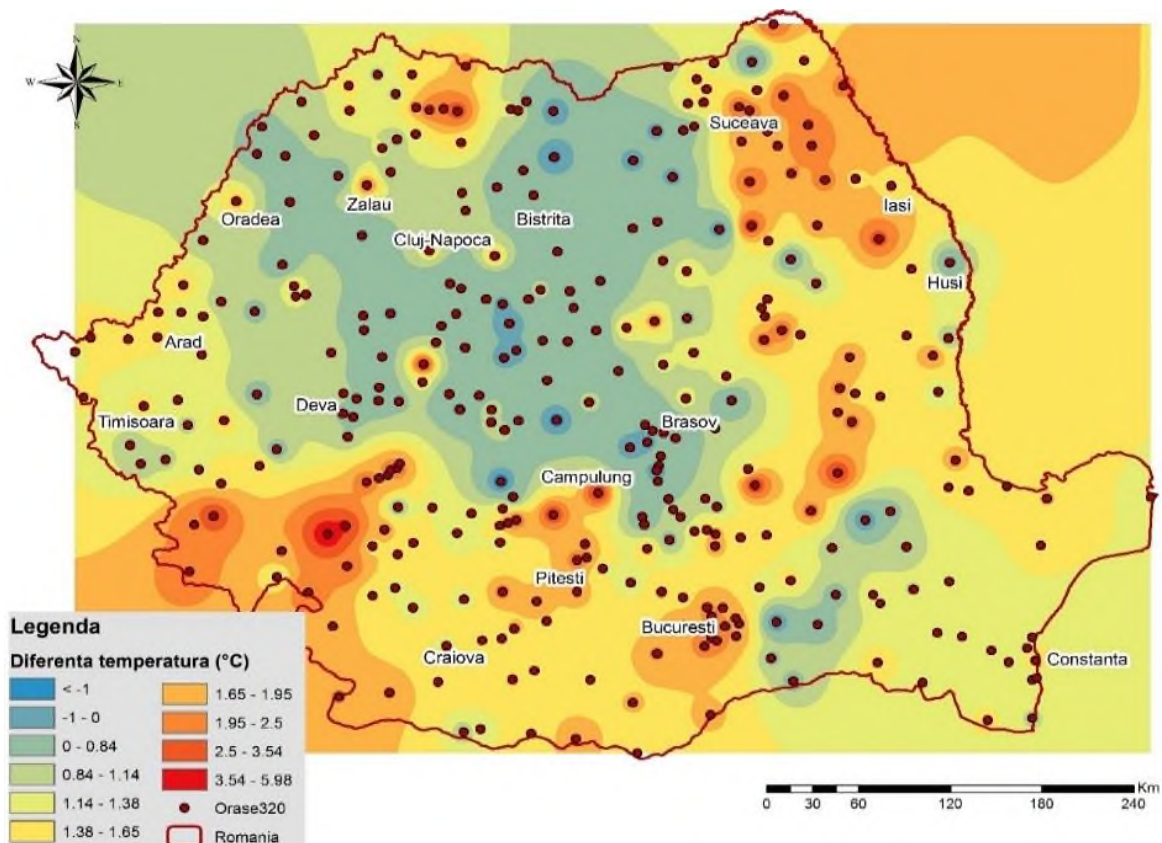 N
W E
S
Suceava
Iasi
Oradea
Zalau
Bistrita
Cluj-Napoca
Husi
Arad
Timisoara
Deva
Brasov
Campulung
Pitesti
Bucuresti
Craiova
Constanta
Legenda
Diferenta temperatura (°C)
< -1
-1 - 0
0 - 0.84
0.84 - 1.14
1.14 - 1.38
1.38 - 1.65
1.65 - 1.95
1.95 - 2.5
2.5 - 3.54
3.54 - 5.98
Orase320
Romania
Km
0 15 30 60 120 180 240